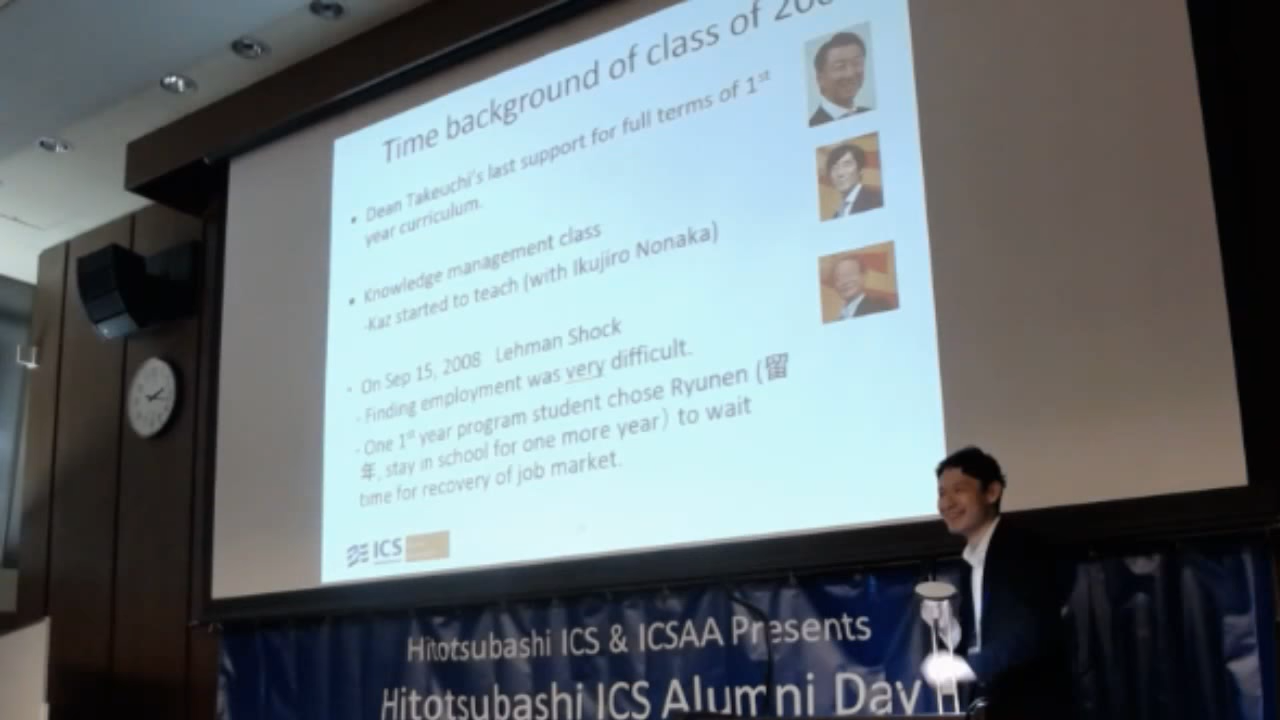 Time background of class of 200
• Dean Takeuchi's last support for full terms of 1st
year curriculum.
• Knowledge management class
-Kaz started to teach (with Ikujiro Nonaka)
• On Sep 15, 2008 Lehman Shock
- Finding employment was very difficult.
- One 1st year program student chose Ryunen (留
年, stay in school for one more year) to wait
time for recovery of job market.
ICS
Hitotsubashi ICS & ICSAA Presents
Hitotsubashi ICS Alumni Day